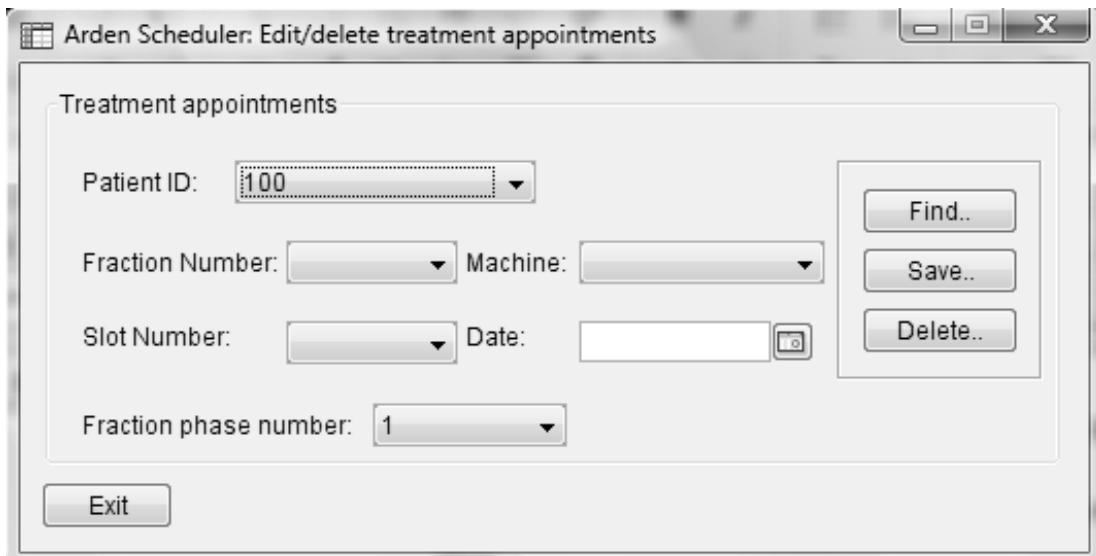 Arden Scheduler: Edit/delete treatment appointments
Treatment appointments
Patient ID: 100
Find..
Fraction Number: Machine:
Save..
Slot Number: Date:
Delete..
Fraction phase number: 1
Exit